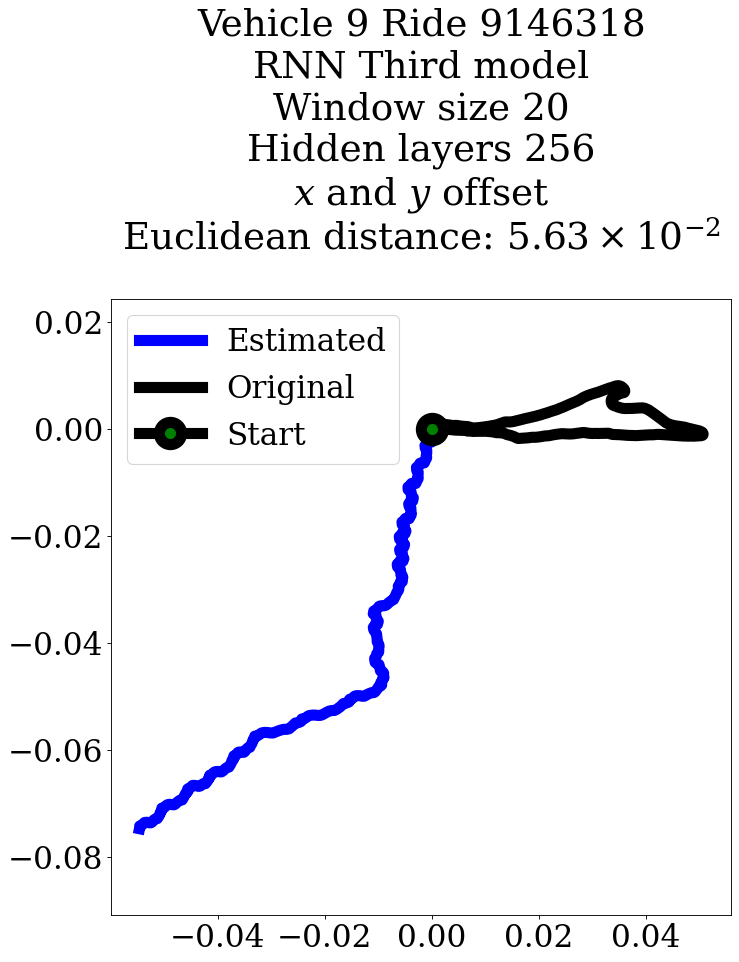 Vehicle 9 Ride 9146318
RNN Third model
Window size 20
Hidden layers 256
x and y offset
Euclidean distance: 5.63 × 10⁻²
Estimated
Original
Start
0.02
0.00
−0.02
−0.04
−0.06
−0.08
−0.04 −0.02 0.00 0.02 0.04